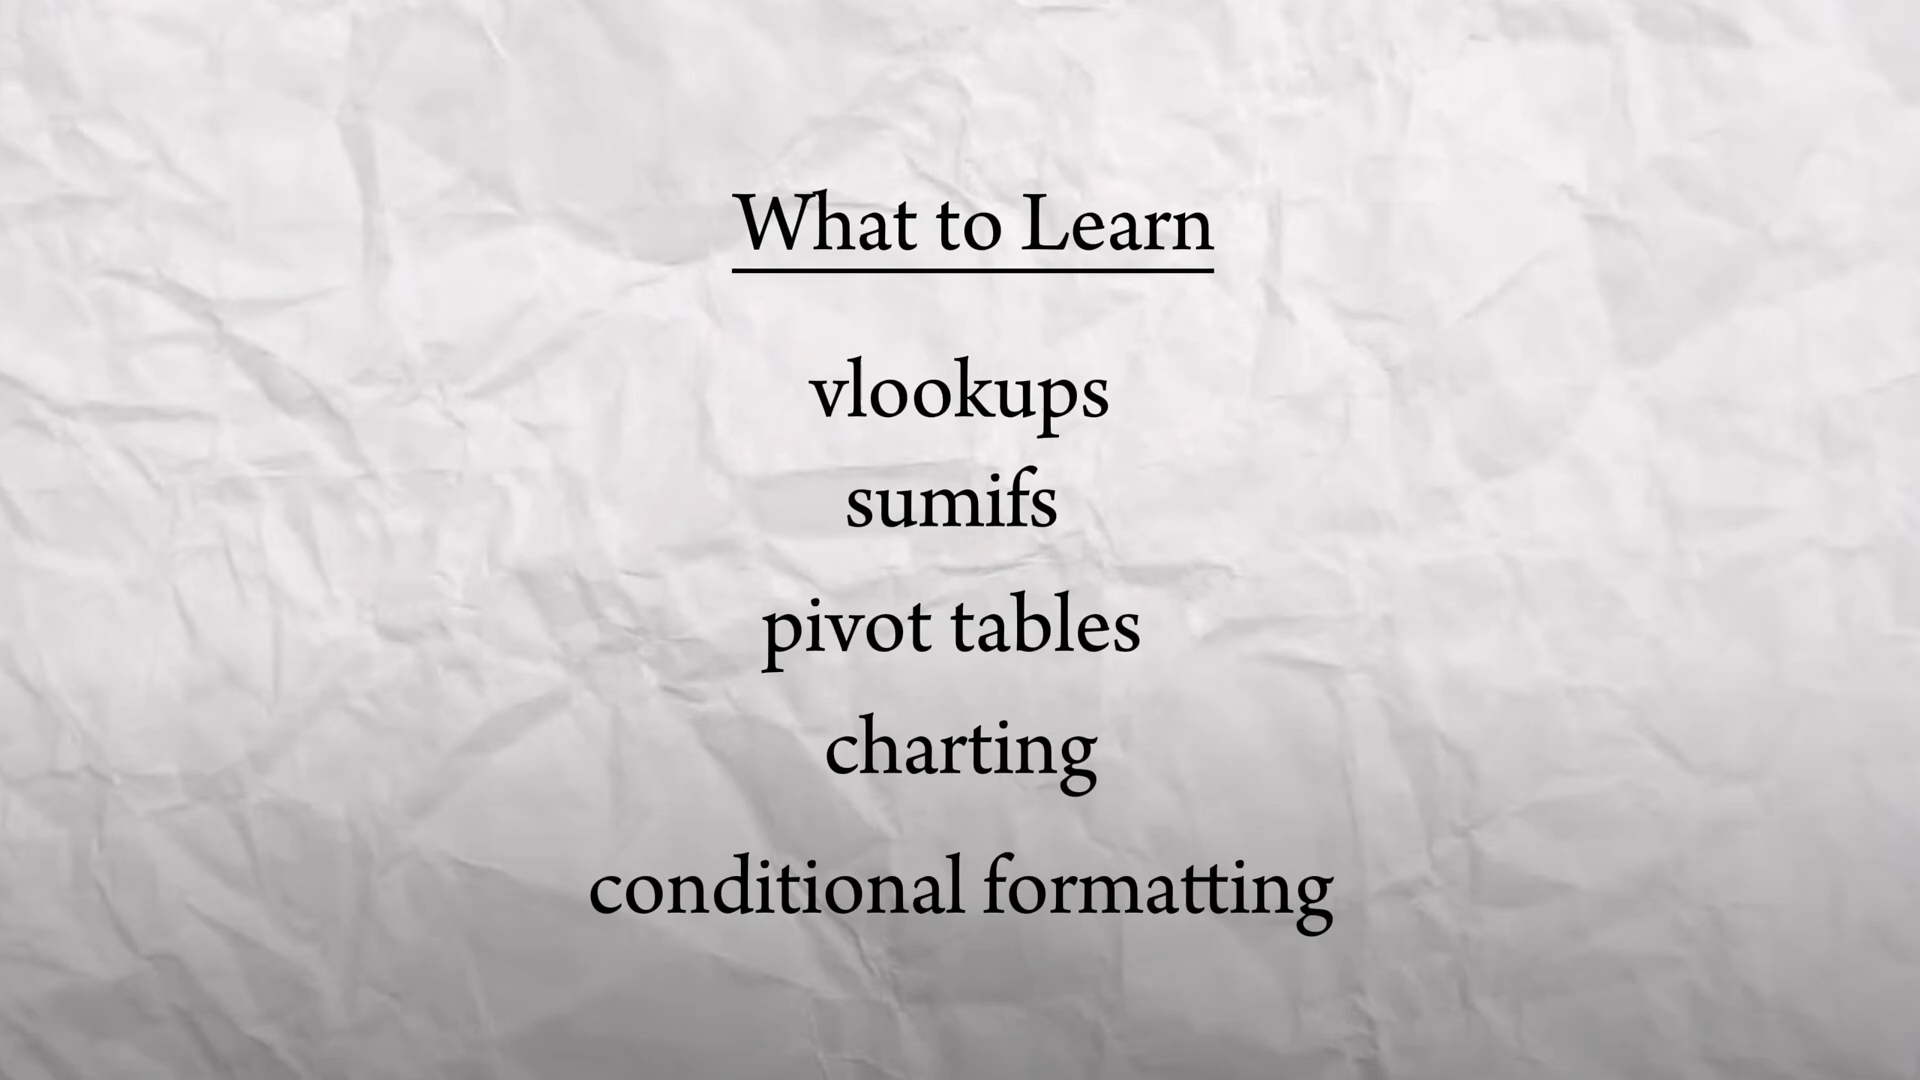 What to Learn
vlookups
sumifs
pivot tables
charting
conditional formatting